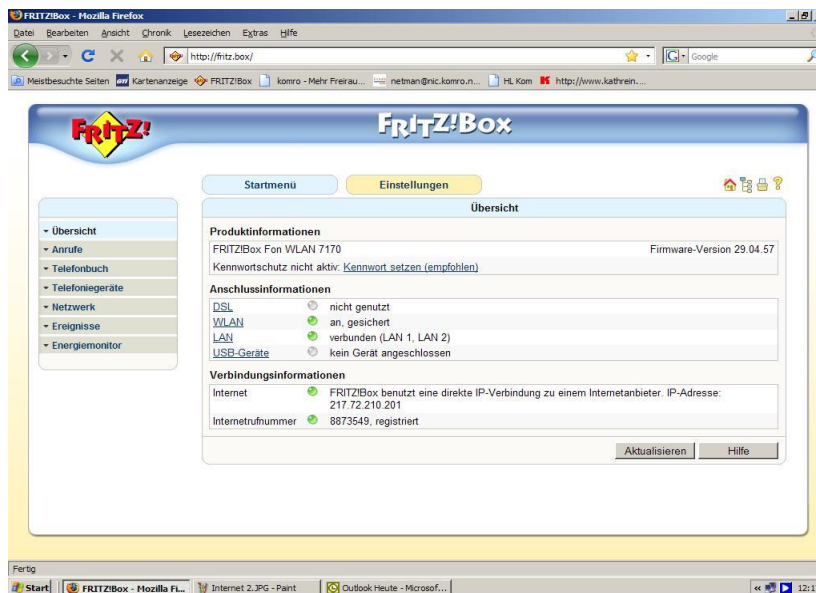 FRITZ!Box - Mozilla Firefox
Datei Bearbeiten Ansicht Chronik Lesezeichen Extras Hilfe
http://fritz.box/
Google
Meistbesuchte Seiten Kartenanzeige FRITZ!Box komro - Mehr Freirau... netman@nic.komro.n... HL Kom http://www.kathrein....
FRITZ!
FRITZ!Box
Startmenü Einstellungen
Übersicht
Übersicht
Anrufe
Telefonbuch
Telefoniegeräte
Netzwerk
Ereignisse
Energiemonitor
Produktinformationen
FRITZ!Box Fon WLAN 7170 Firmware-Version 29.04.57
Kennwortschutz nicht aktiv: Kennwort setzen (empfohlen)
Anschlussinformationen
DSL nicht genutzt
WLAN an, gesichert
LAN verbunden (LAN 1, LAN 2)
USB-Geräte kein Gerät angeschlossen
Verbindungsinformationen
Internet FRITZ!Box benutzt eine direkte IP-Verbindung zu einem Internetanbieter. IP-Adresse:
217.72.210.201
Internetrufnummer 8873549, registriert
Aktualisieren Hilfe
Fertig
Start FRITZ!Box - Mozilla Fi... Internet 2.JPG - Paint Outlook Heute - Microsof...